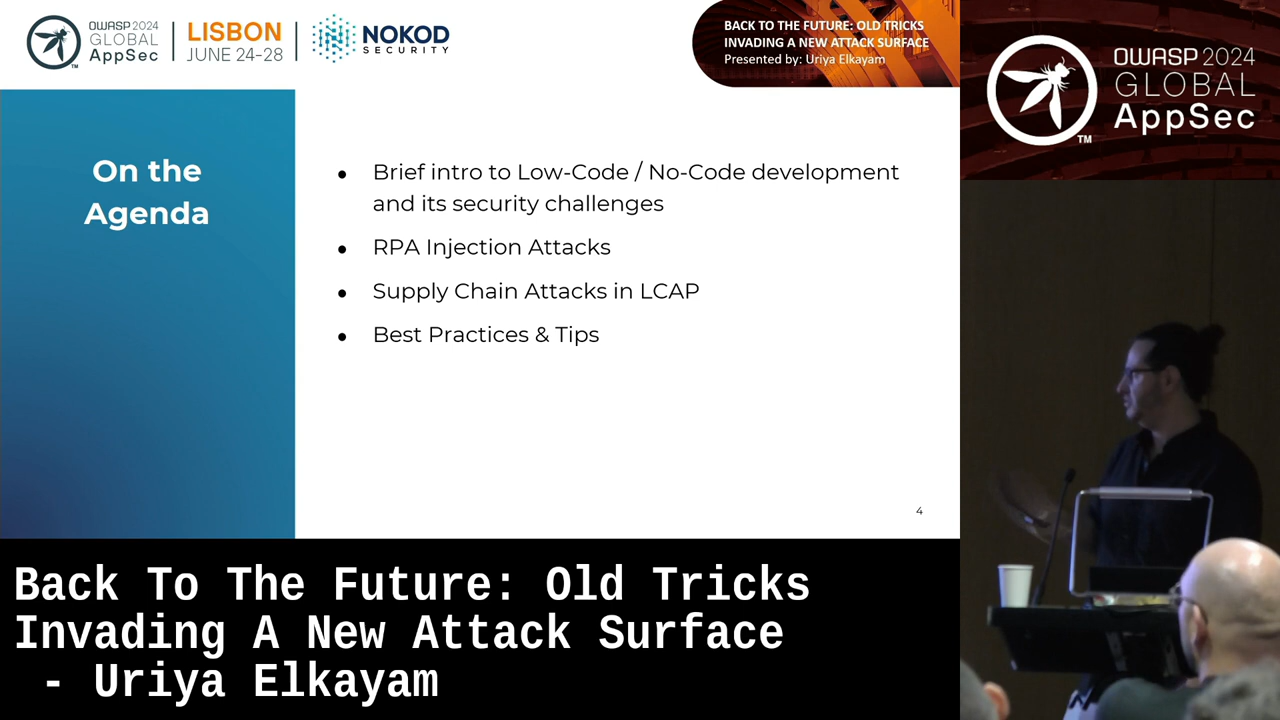 OWASP 2024
GLOBAL
AppSec
TM
LISBON
JUNE 24-28
NOKOD
SECURITY
BACK TO THE FUTURE: OLD TRICKS
INVADING A NEW ATTACK SURFACE
Presented by: Uriya Elkayam
OWASP 2024
GLOBAL
AppSec
TM
On the
Agenda
● Brief intro to Low-Code / No-Code development
and its security challenges
● RPA Injection Attacks
● Supply Chain Attacks in LCAP
● Best Practices & Tips
4
Back To The Future: Old Tricks
Invading A New Attack Surface
- Uriya Elkayam